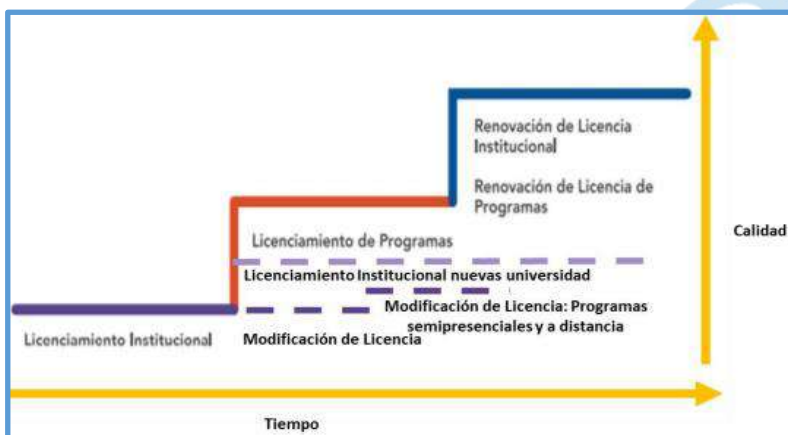 Renovación de Licencia
Institucional
Renovación de Licencia de
Programas
Calidad
Licenciamiento de Programas
Licenciamiento Institucional nuevas universidad
Modificación de Licencia: Programas
semipresenciales y a distancia
Licenciamiento Institucional
Modificación de Licencia
Tiempo